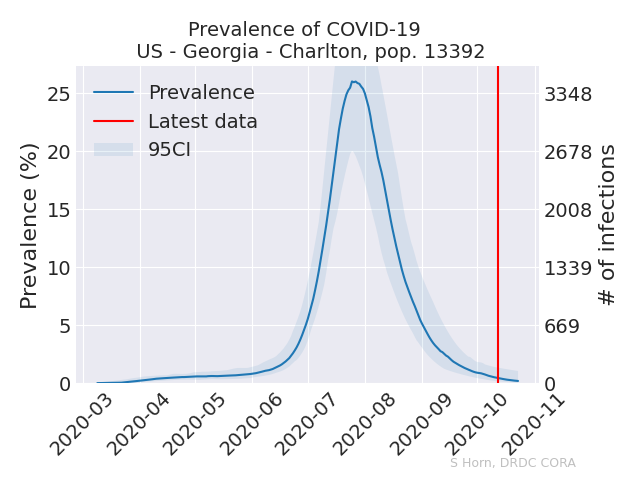 Prevalence of COVID-19
US - Georgia - Charlton, pop. 13392
Prevalence
Latest data
95CI
Prevalence (%)
0
5
10
15
20
25
# of infections
0
669
1339
2008
2678
3348
2020-03
2020-04
2020-05
2020-06
2020-07
2020-08
2020-09
2020-10
2020-11
S Horn, DRDC CORA